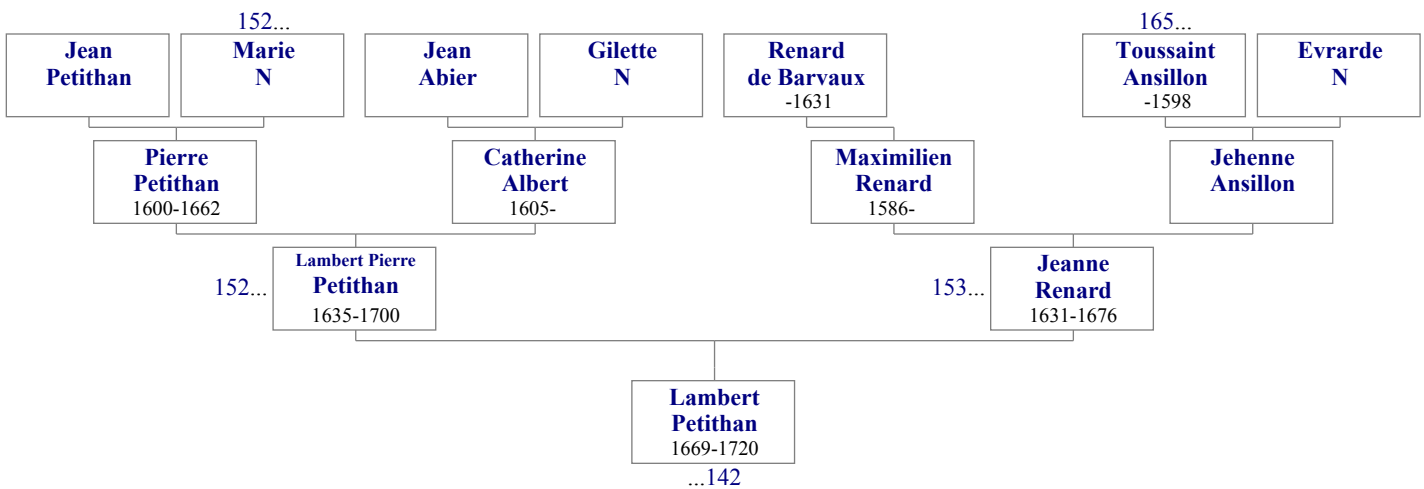 152...
165...
Jean
Petithan
Marie
N
Jean
Abier
Gilette
N
Renard
de Barvaux
-1631
Toussaint
Ansillon
-1598
Evrarde
N
Pierre
Petithan
1600-1662
Catherine
Albert
1605-
Maximilien
Renard
1586-
Jehenne
Ansillon
152...
Lambert Pierre
Petithan
1635-1700
153...
Jeanne
Renard
1631-1676
Lambert
Petithan
1669-1720
...142